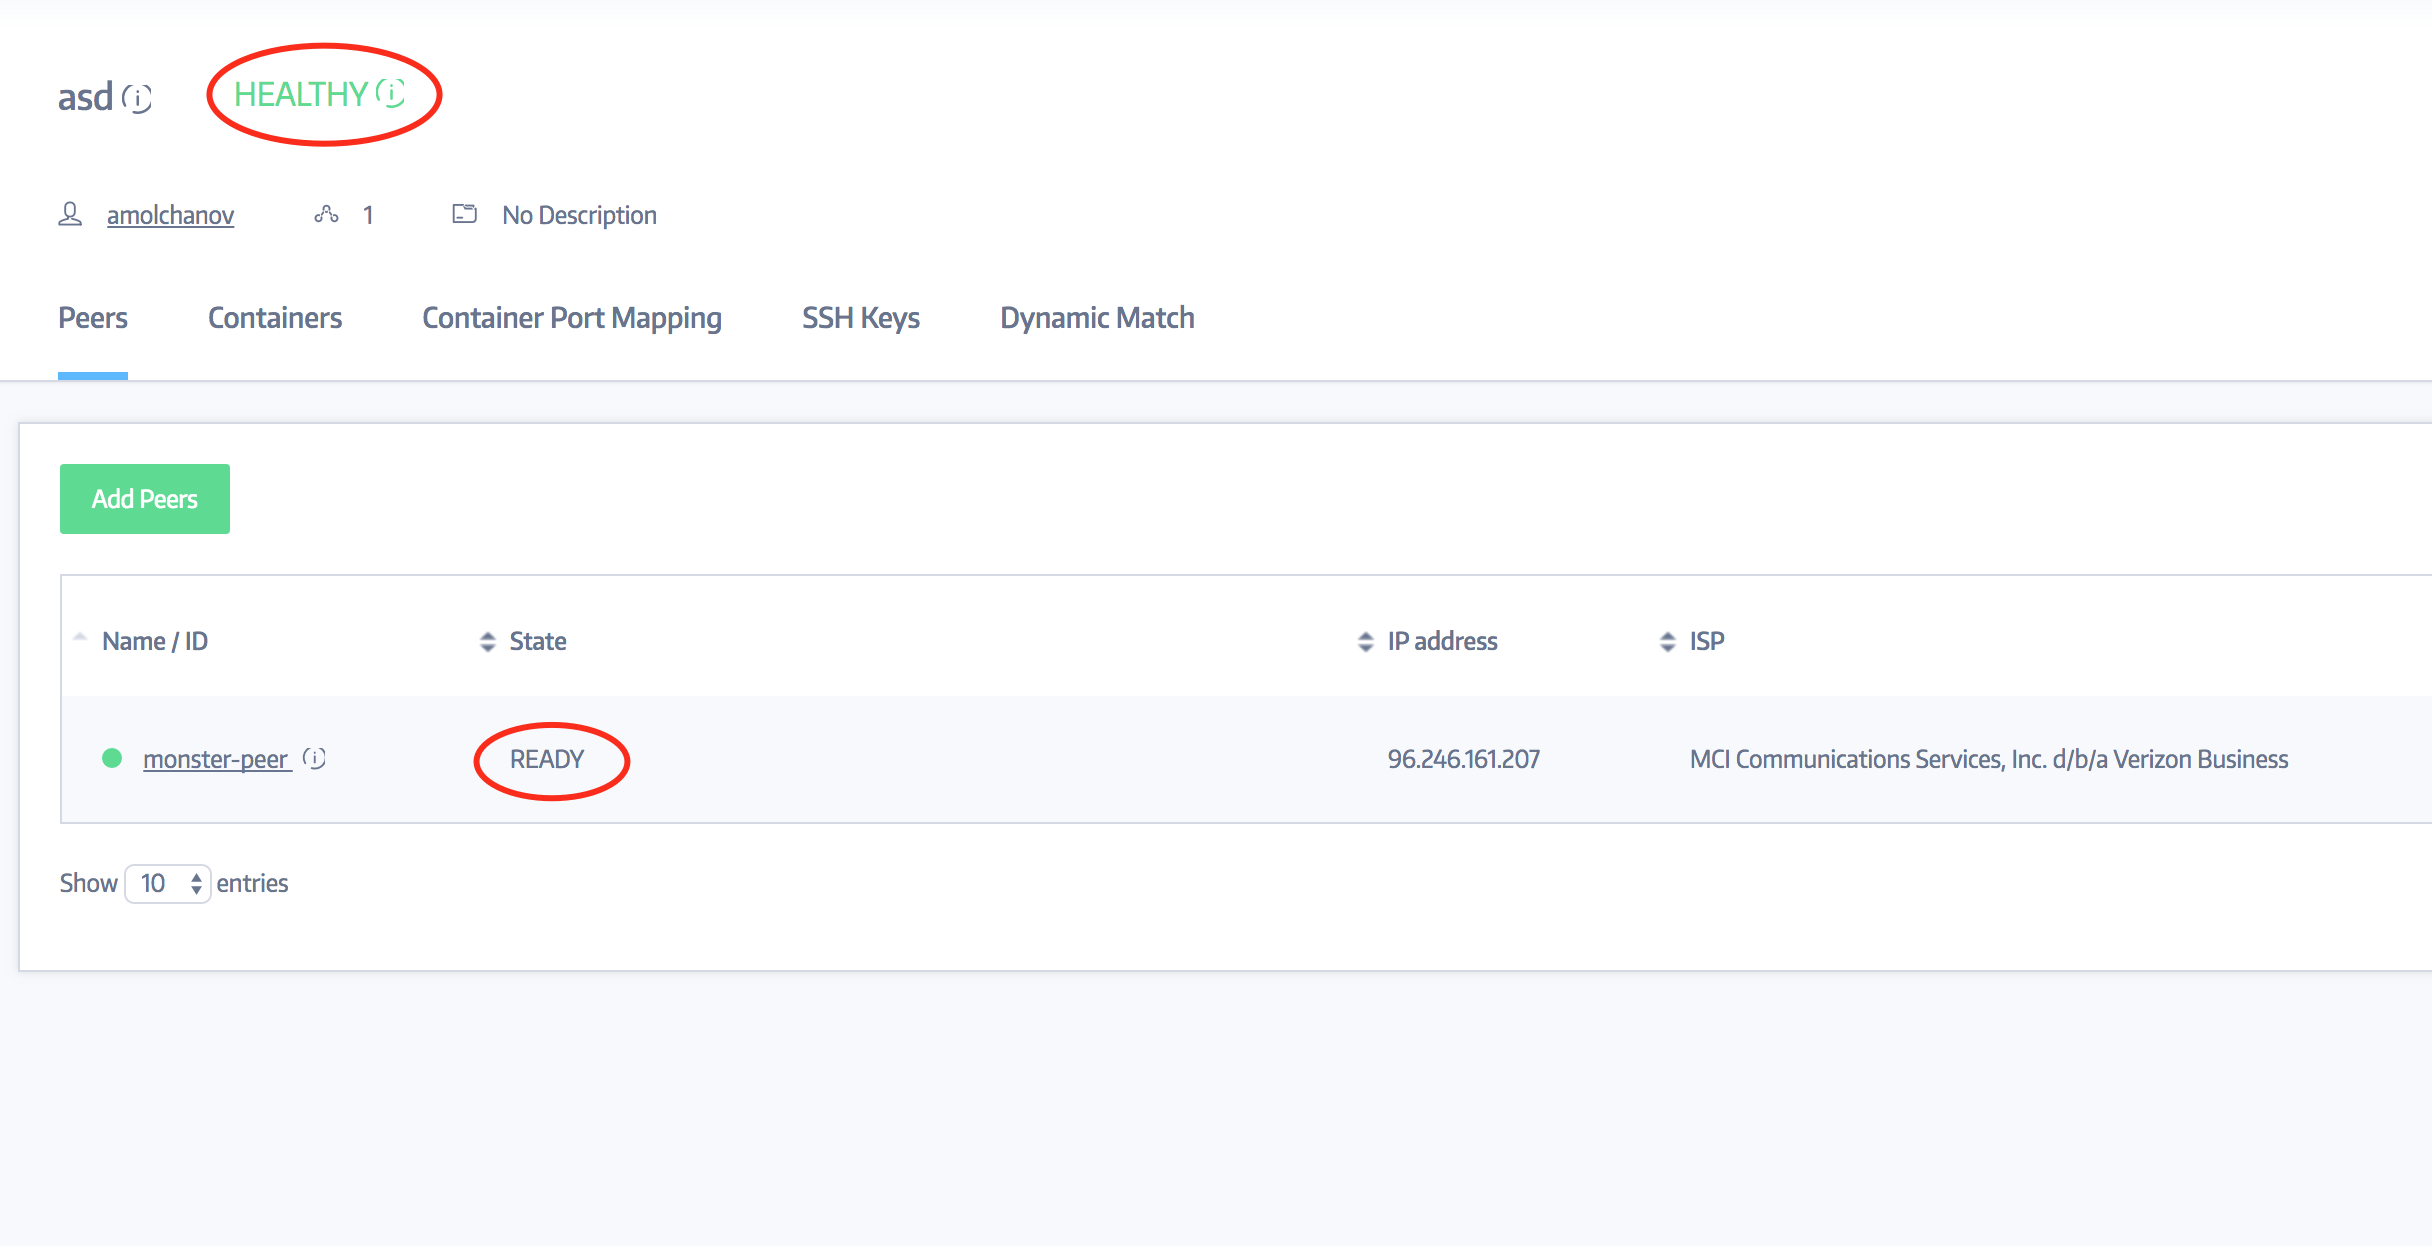 asd HEALTHY
amolchanov 1 No Description
Peers Containers Container Port Mapping SSH Keys Dynamic Match
Add Peers
Name / ID State IP address ISP
monster-peer READY 96.246.161.207 MCI Communications Services, Inc. d/b/a Verizon Business
Show 10 entries